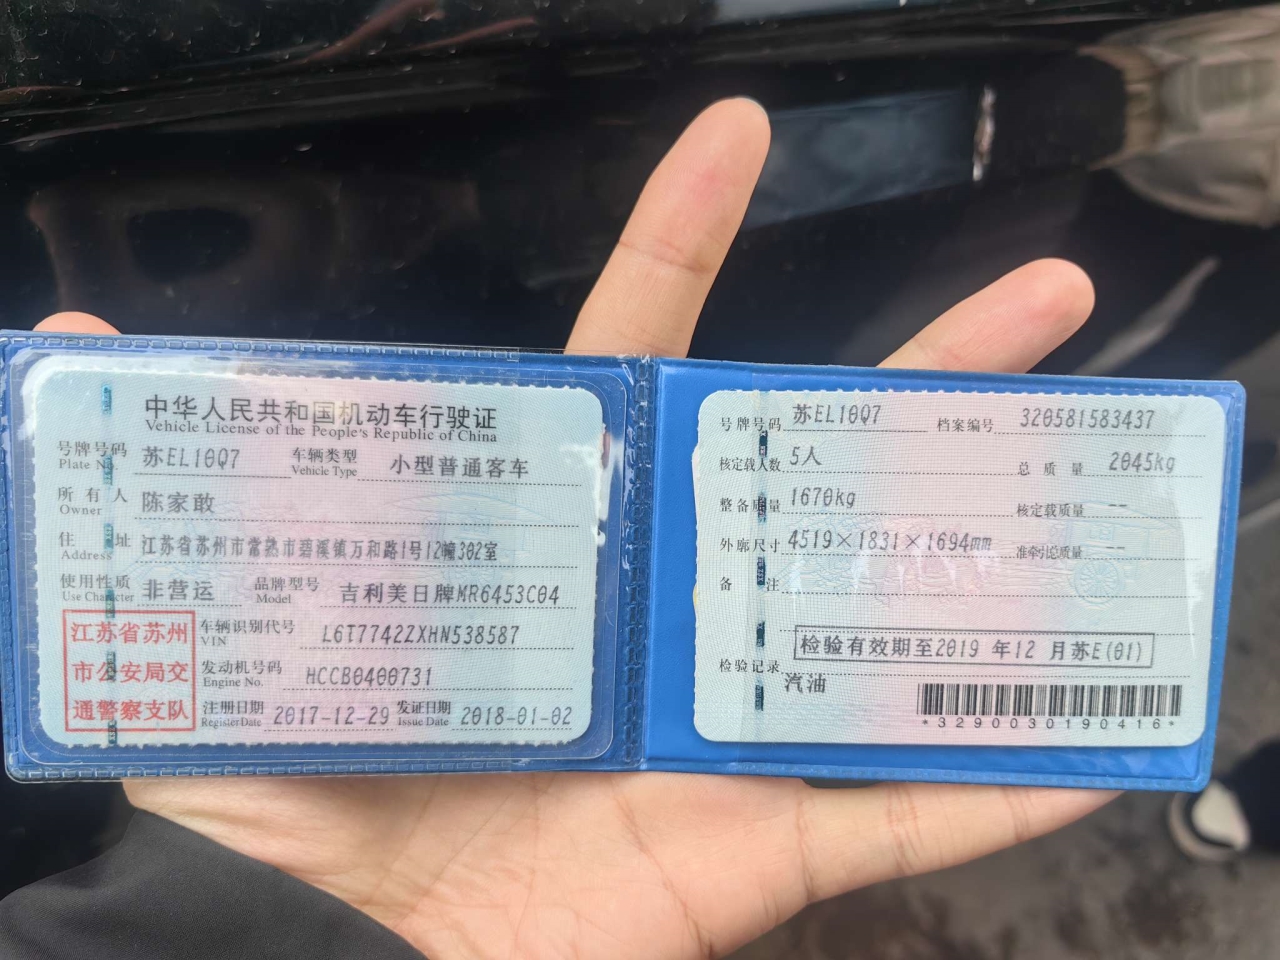 中华人民共和国机动车行驶证
Vehicle License of the People's Republic of China
号牌号码 苏EL10Q7 车辆类型 小型普通客车
Plate No. Vehicle Type
所有人 陈家敢
Owner
住址 江苏省苏州市常熟市碧溪镇万和路1号12幢302室
Address
使用性质 非营运 品牌型号 吉利美日牌MR6453C04
Use Character Model
江苏省苏州
市公安局交
通警察支队
车辆识别代号 L6T7742ZXHN538587
VIN
发动机号码 HCCB0400731
Engine No.
注册日期 2017-12-29 发证日期 2018-01-02
Register Date Issue Date
号牌号码 苏EL10Q7 档案编号 320581583437
核定载人数 5人 总质量 2045kg
整备质量 1670kg 核定载质量 --
外廓尺寸 4519×1831×1694mm 准牵引总质量 --
备注
检验有效期至2019 年12 月苏E(01)
检验记录
汽油
*3290030190416*